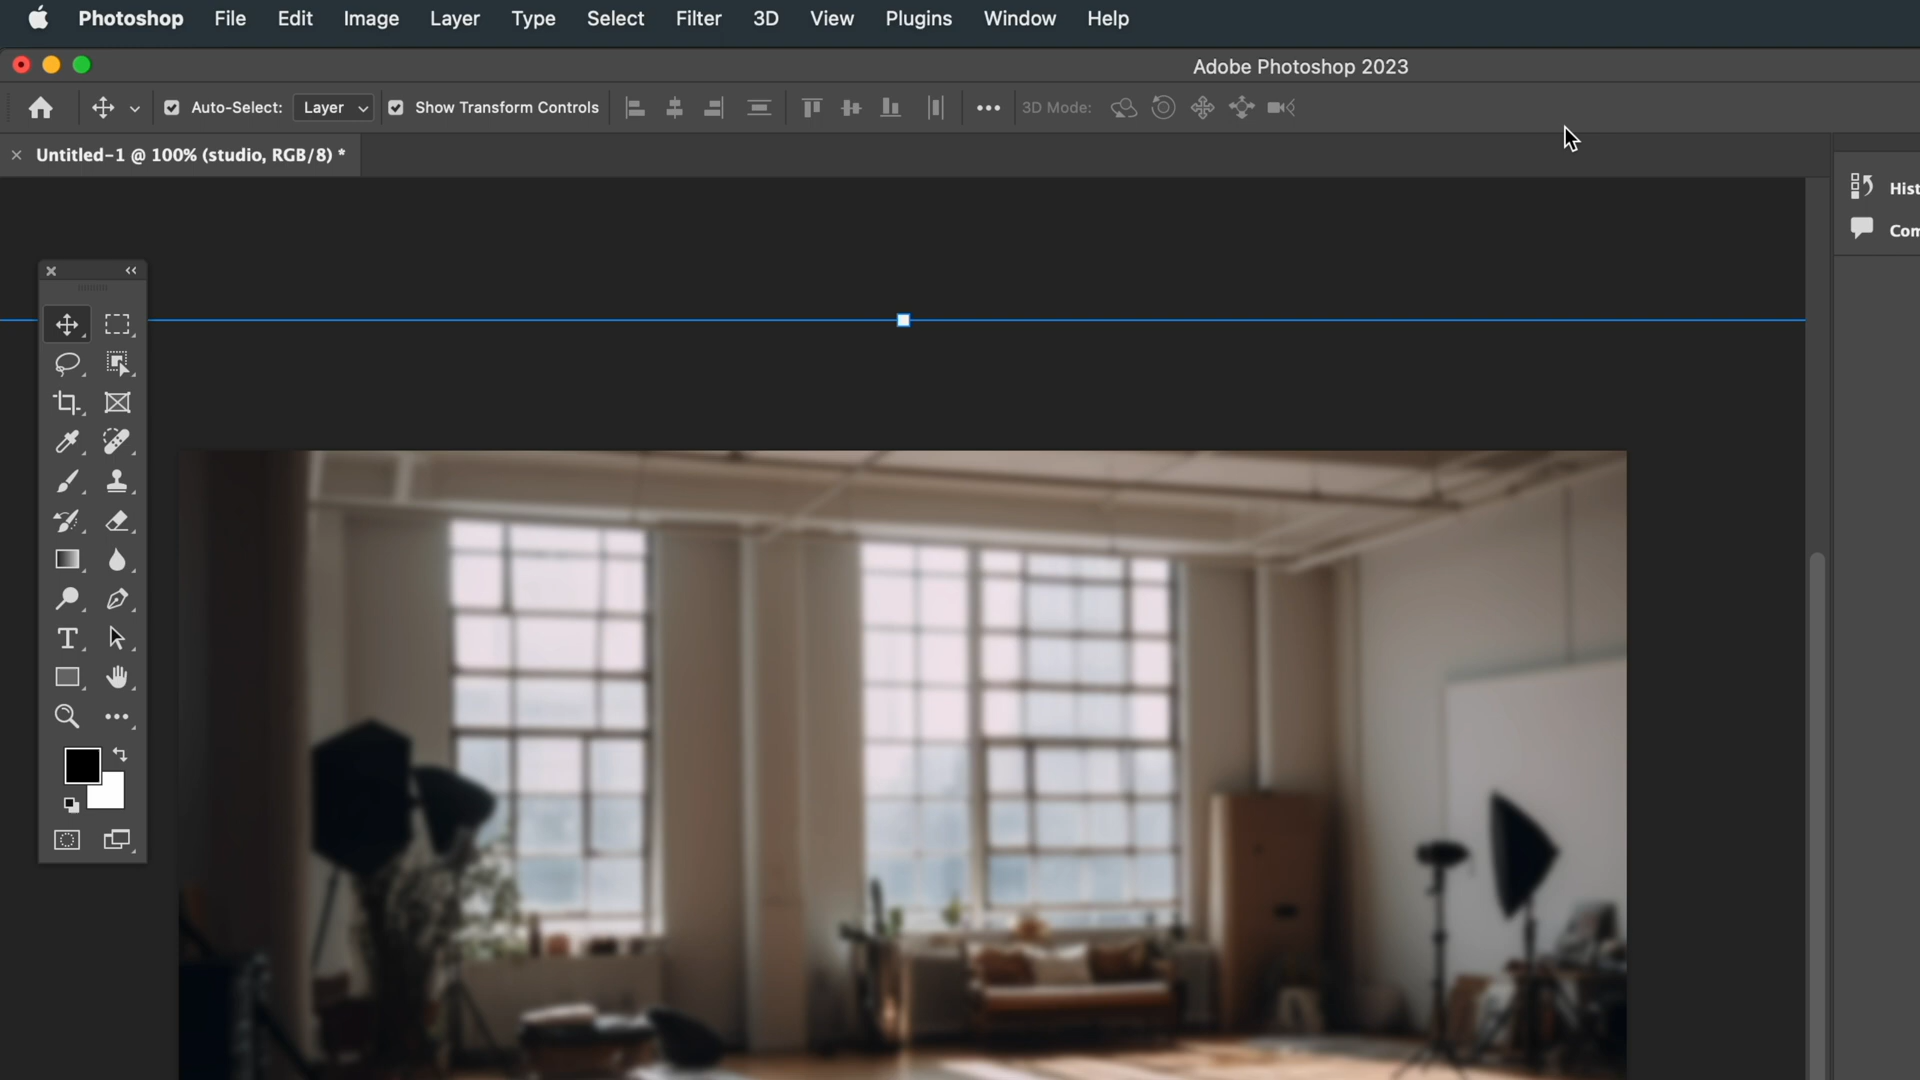 Photoshop File Edit Image Layer Type Select Filter 3D View Plugins Window Help
Adobe Photoshop 2023
Auto-Select: Layer Show Transform Controls 3D Mode:
Untitled-1 @ 100% (studio, RGB/8) *
Hist
Com